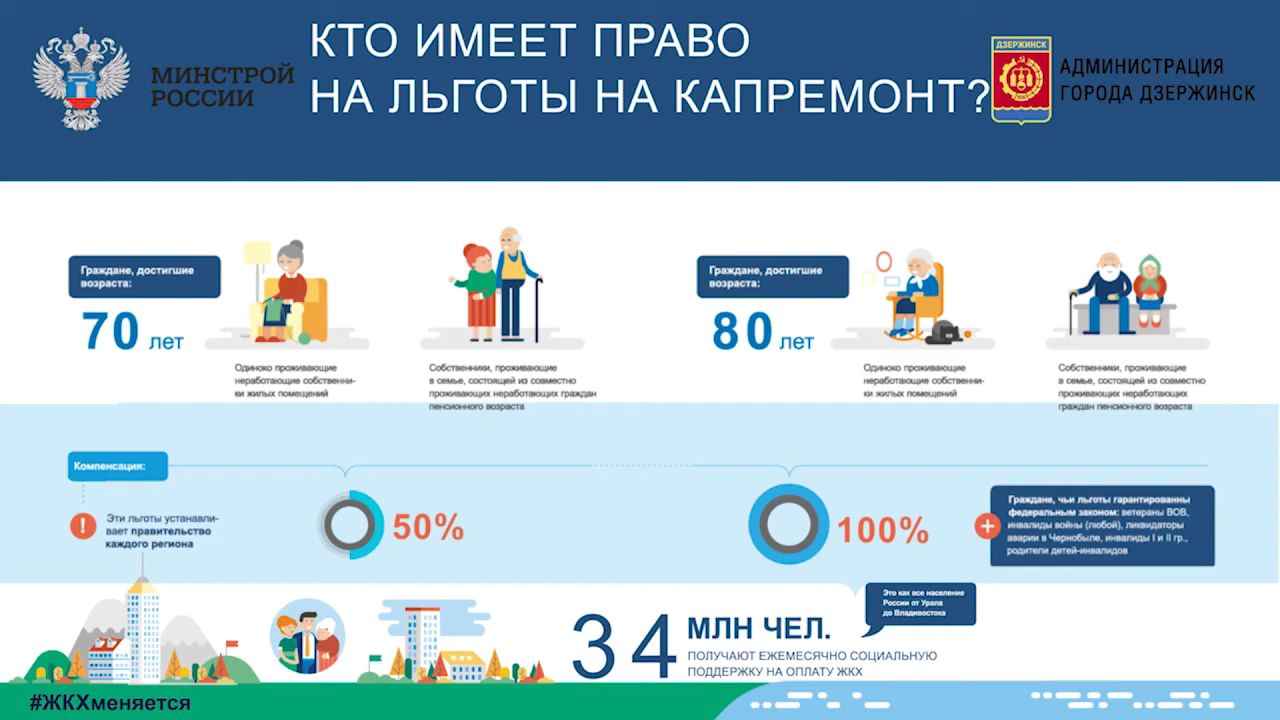 МИНСТРОЙ
РОССИИ
КТО ИМЕЕТ ПРАВО
НА ЛЬГОТЫ НА КАПРЕМОНТ?
ДЗЕРЖИНСК
АДМИНИСТРАЦИЯ
ГОРОДА ДЗЕРЖИНСК
Граждане, достигшие
возраста:
70 лет
Одиноко проживающие
неработающие собственни-
ки жилых помещений
Собственники, проживающие
в семье, состоящей из совместно
проживающих неработающих граждан
пенсионного возраста
Граждане, достигшие
возраста:
80 лет
Одиноко проживающие
неработающие собственни-
ки жилых помещений
Собственники, проживающие
в семье, состоящей из совместно
проживающих неработающих
граждан пенсионного возраста
Компенсация:
!
Эти льготы устанавли-
вает правительство
каждого региона
50%
100%
+
Граждане, чьи льготы гарантированны
федеральным законом: ветераны ВОВ,
инвалиды войны (любой), ликвидаторы
аварии в Чернобыле, инвалиды I и II гр.,
родители детей-инвалидов
34 МЛН ЧЕЛ.
ПОЛУЧАЮТ ЕЖЕМЕСЯЧНО СОЦИАЛЬНУЮ
ПОДДЕРЖКУ НА ОПЛАТУ ЖКХ
Это как все население
России от Урала
до Владивостока
#ЖКХменяется